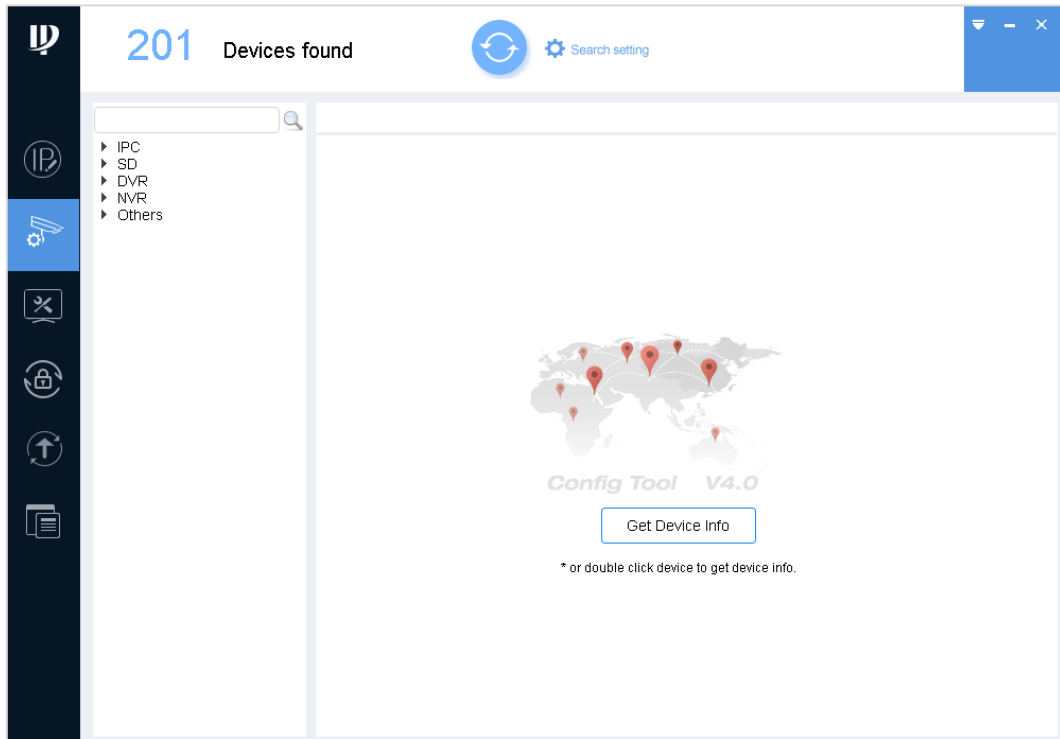 201 Devices found
Search setting
IPC
SD
DVR
NVR
Others
Config Tool V4.0
Get Device Info
* or double click device to get device info.
IP